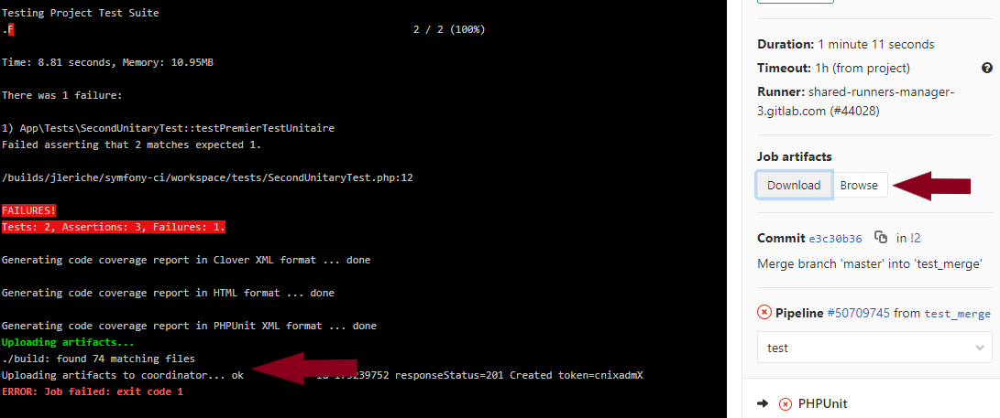 Testing Project Test Suite
.F 2 / 2 (100%)
Time: 8.81 seconds, Memory: 10.95MB
There was 1 failure:
1) App\Tests\SecondUnitaryTest::testPremierTestUnitaire
Failed asserting that 2 matches expected 1.
/builds/jleriche/symfony-ci/workspace/tests/SecondUnitaryTest.php:12
FAILURES!
Tests: 2, Assertions: 3, Failures: 1.
Generating code coverage report in Clover XML format ... done
Generating code coverage report in HTML format ... done
Generating code coverage report in PHPUnit XML format ... done
Uploading artifacts...
./build: found 74 matching files
Uploading artifacts to coordinator... ok responseStatus=201 Created token=cnixadmX
ERROR: Job failed: exit code 1
Duration: 1 minute 11 seconds
Timeout: 1h (from project)
Runner: shared-runners-manager-
3.gitlab.com (#44028)
Job artifacts
Download Browse
Commit e3c30b36 in !2
Merge branch 'master' into 'test_merge'
Pipeline #50709745 from test_merge
test
PHPUnit